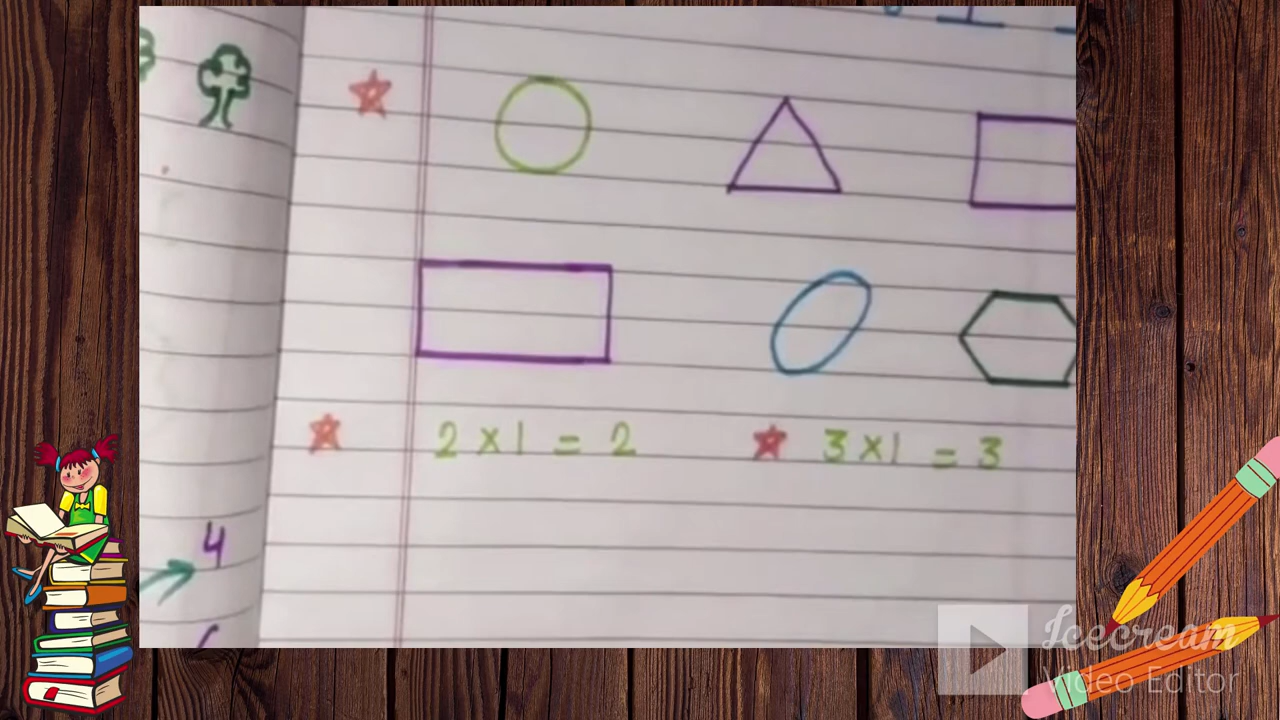 2 x 1 = 2
3 x 1 = 3
4
Icecream
Video Editor